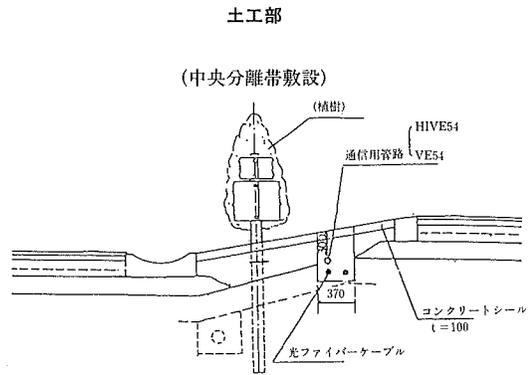 土工部
(中央分離帯敷設)
(植樹)
HIVE54
通信用管路
VE54
370
コンクリートシール
t=100
光ファイバーケーブル